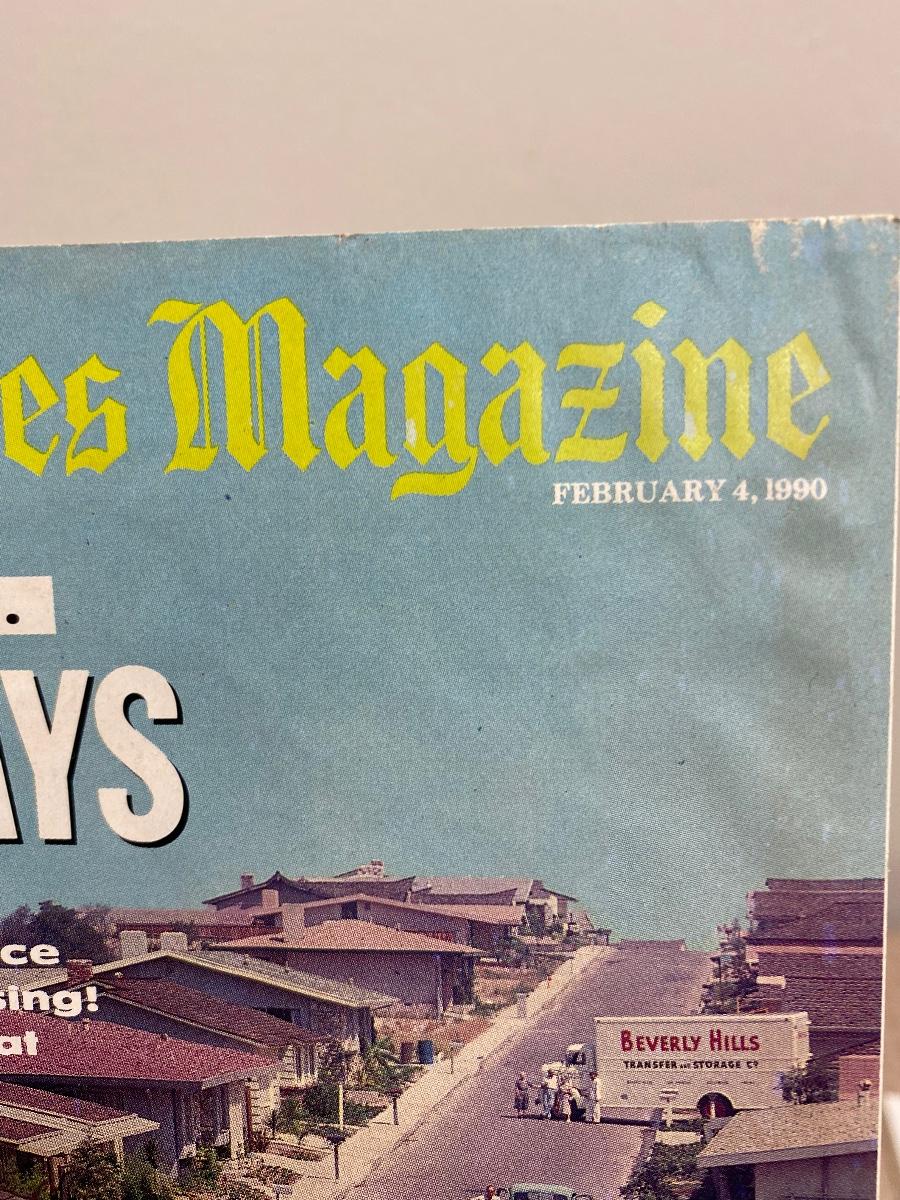 es Magazine
FEBRUARY 4, 1990
.
AYS
ce
sing!
at
BEVERLY HILLS
TRANSFER AND STORAGE CO